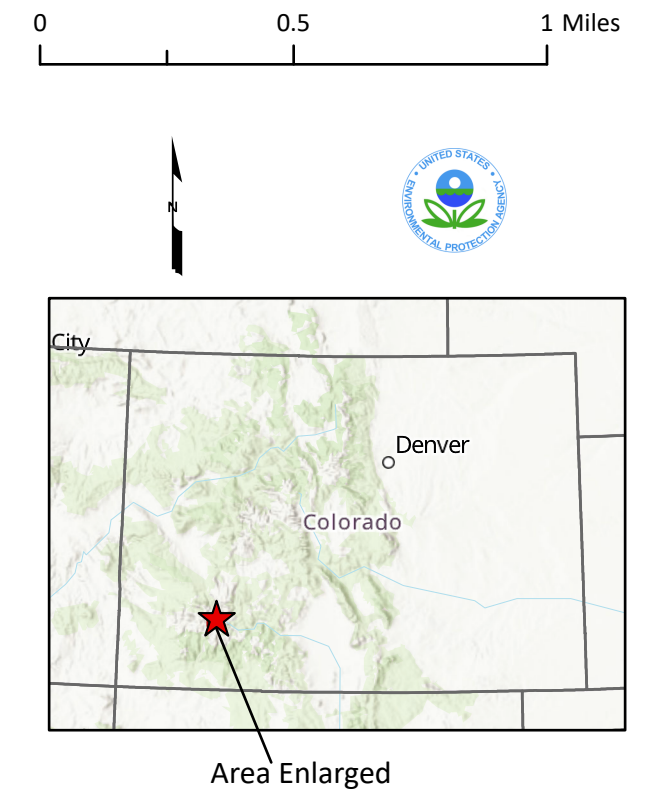 0 0.5 1 Miles
N
UNITED STATES
ENVIRONMENTAL PROTECTION AGENCY
City
Denver
Colorado
Area Enlarged